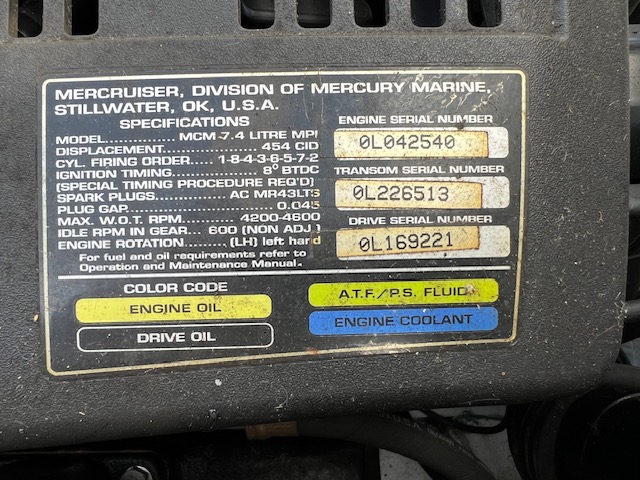 MERCRUISER, DIVISION OF MERCURY MARINE,
STILLWATER, OK, U.S.A.
SPECIFICATIONS
MODEL................ MCM 7.4 LITRE MPI
DISPLACEMENT................ 454 CID
CYL. FIRING ORDER..... 1-8-4-3-6-5-7-2
IGNITION TIMING............ 8° BTDC
(SPECIAL TIMING PROCEDURE REQ'D)
SPARK PLUGS......... AC MR43LTS
PLUG GAP................ 0.045
MAX. W.O.T. RPM......... 4200-4600
IDLE RPM IN GEAR... 600 (NON ADJ.)
ENGINE ROTATION......... (LH) left hand
For fuel and oil requirements refer to
Operation and Maintenance Manual.
ENGINE SERIAL NUMBER
0L042540
TRANSOM SERIAL NUMBER
0L226513
DRIVE SERIAL NUMBER
0L169221
COLOR CODE
ENGINE OIL
DRIVE OIL
A.T.F./P.S. FLUID
ENGINE COOLANT